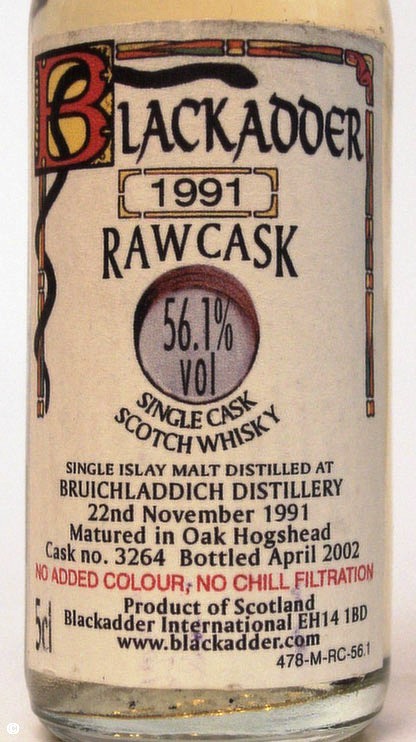 BLACKADDER
1991
RAW CASK
56.1%
vol
SINGLE CASK
SCOTCH WHISKY
SINGLE ISLAY MALT DISTILLED AT
BRUICHLADDICH DISTILLERY
22nd November 1991
Matured in Oak Hogshead
Cask no. 3264 Bottled April 2002
NO ADDED COLOUR, NO CHILL FILTRATION
Product of Scotland
5cl Blackadder International EH14 1BD
www.blackadder.com
478-M-RC-56.1
©